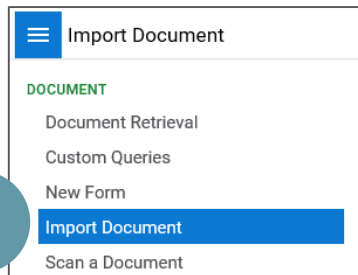 Import Document
DOCUMENT
Document Retrieval
Custom Queries
New Form
Import Document
Scan a Document